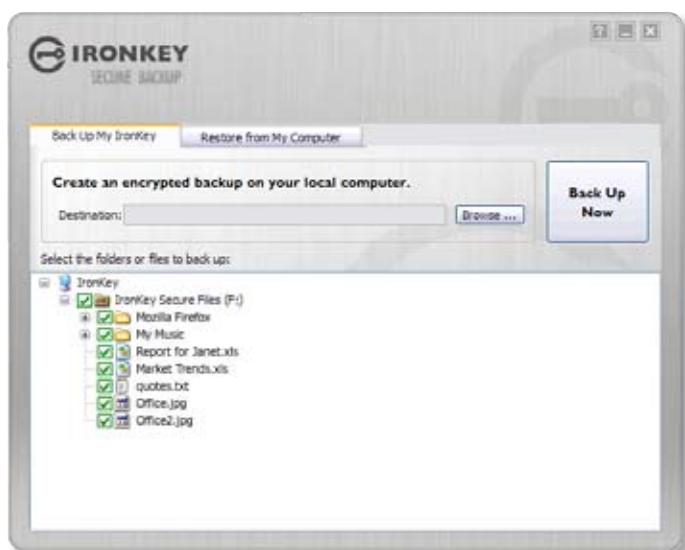 IRONKEY
SECURE BACKUP
Back Up My IronKey
Restore from My Computer
Create an encrypted backup on your local computer.
Destination:
Browse ...
Back Up
Now
Select the folders or files to back up:
IronKey
IronKey Secure Files (F:)
Mozilla Firefox
My Music
Report for Janet.xls
Market Trends.xls
quotes.txt
Office.jpg
Office2.jpg